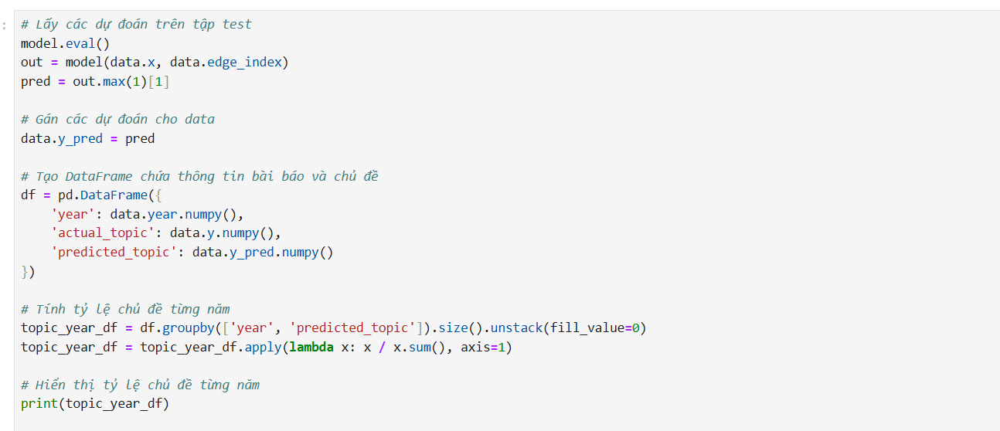 :
# Lấy các dự đoán trên tập test
model.eval()
out = model(data.x, data.edge_index)
pred = out.max(1)[1]
# Gán các dự đoán cho data
data.y_pred = pred
# Tạo DataFrame chứa thông tin bài báo và chủ đề
df = pd.DataFrame({
    'year': data.year.numpy(),
    'actual_topic': data.y.numpy(),
    'predicted_topic': data.y_pred.numpy()
})
# Tính tỷ lệ chủ đề từng năm
topic_year_df = df.groupby(['year', 'predicted_topic']).size().unstack(fill_value=0)
topic_year_df = topic_year_df.apply(lambda x: x / x.sum(), axis=1)
# Hiển thị tỷ lệ chủ đề từng năm
print(topic_year_df)